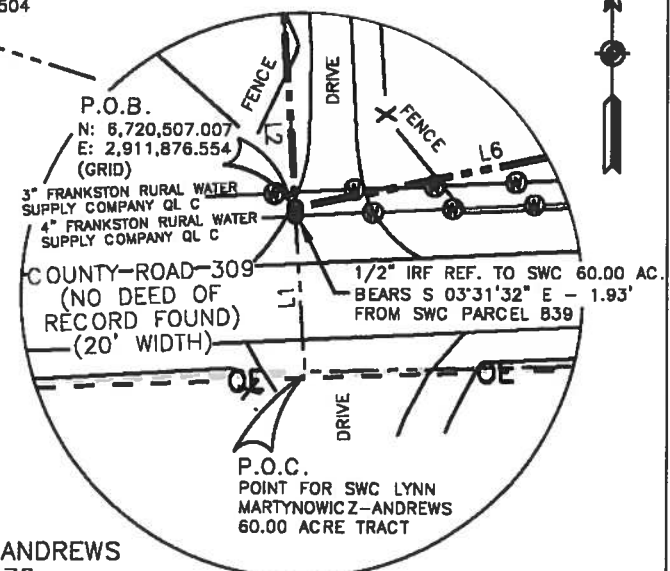 504
N
P.O.B.
N: 6,720,507.007
E: 2,911,876.554
(GRID)
FENCE
DRIVE
FENCE
L2
L6
3" FRANKSTON RURAL WATER
SUPPLY COMPANY QL C
4" FRANKSTON RURAL WATER
SUPPLY COMPANY QL C
W
W
W
W
W
W
W
COUNTY-ROAD-309
(NO DEED OF
RECORD FOUND)
(20' WIDTH)
L1
1/2" IRF REF. TO SWC 60.00 AC.
BEARS S 03°31'32" E - 1.93'
FROM SWC PARCEL 839
OE
OE
DRIVE
P.O.C.
POINT FOR SWC LYNN
MARTYNOWICZ-ANDREWS
60.00 ACRE TRACT
ANDREWS